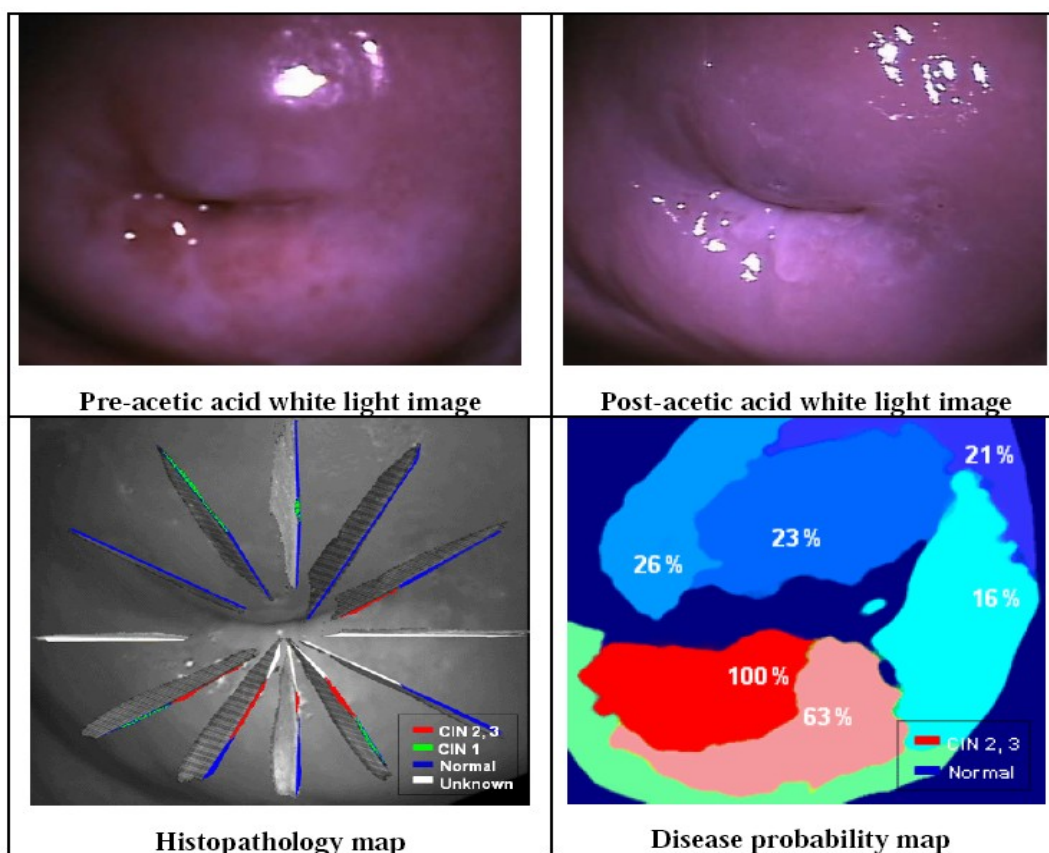 Pre-acetic acid white light image
Post-acetic acid white light image
CIN 2, 3
CIN 1
Normal
Unknown
Histopathology map
21 %
23 %
26 %
16 %
100 %
63 %
CIN 2, 3
Normal
Disease probability map